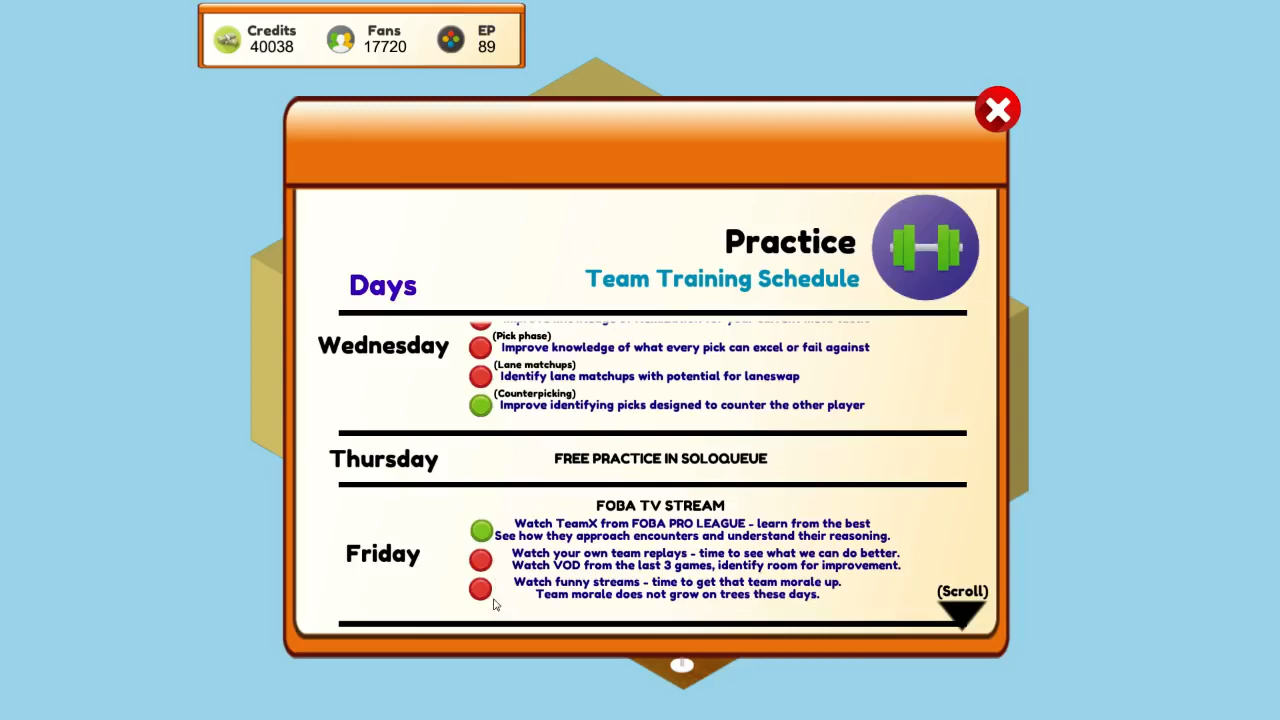 Credits
40038
Fans
17720
EP
89
Practice
Team Training Schedule
Days
Wednesday
(Pick phase)
Improve knowledge of what every pick can excel or fail against
(Lane matchups)
Identify lane matchups with potential for laneswap
(Counterpicking)
Improve identifying picks designed to counter the other player
Thursday
FREE PRACTICE IN SOLOQUEUE
Friday
FOBA TV STREAM
Watch TeamX from FOBA PRO LEAGUE - learn from the best
See how they approach encounters and understand their reasoning.
Watch your own team replays - time to see what we can do better.
Watch VOD from the last 3 games, identify room for improvement.
Watch funny streams - time to get that team morale up.
Team morale does not grow on trees these days.
(Scroll)